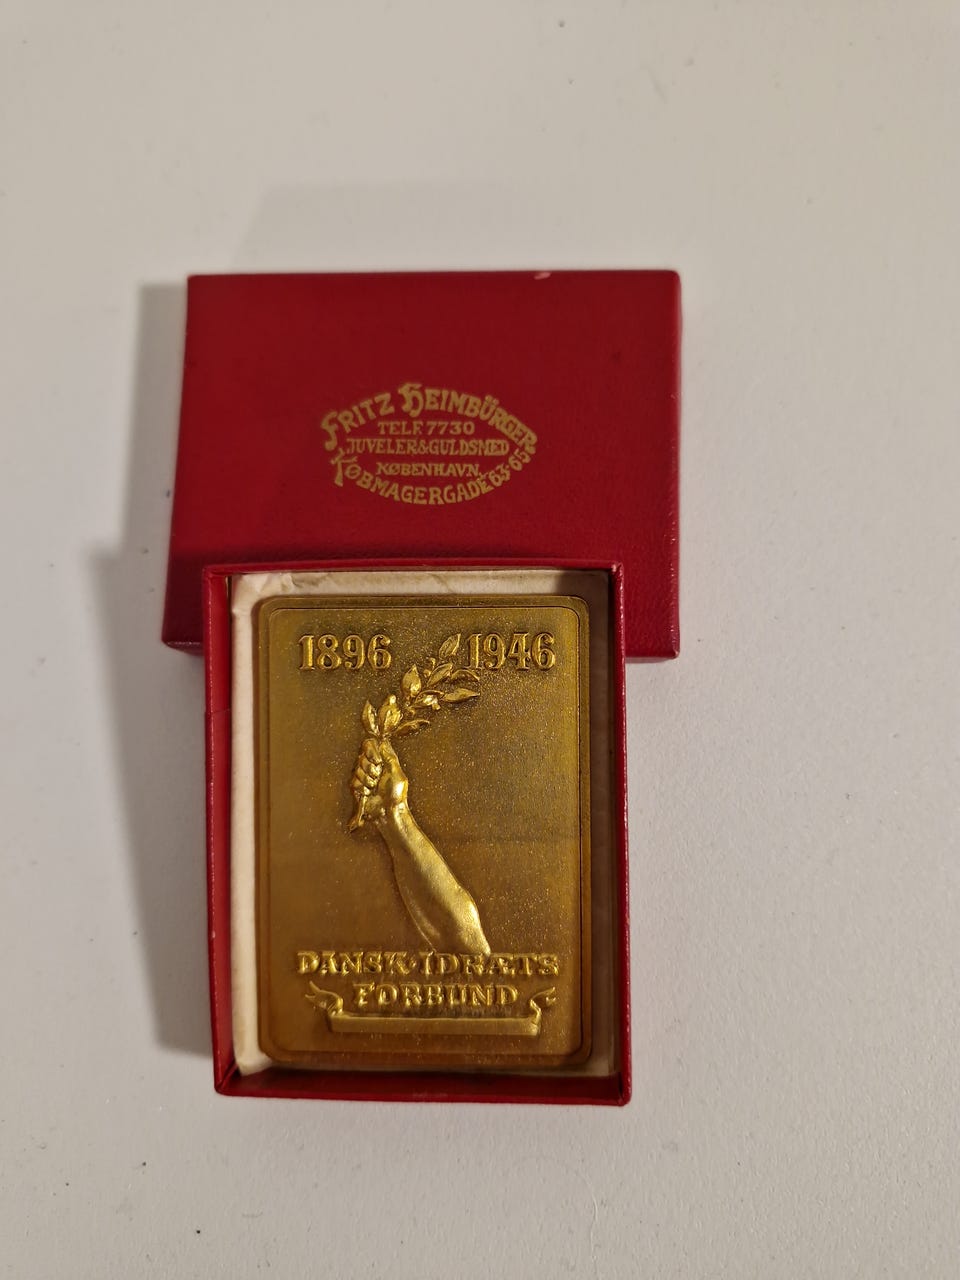 FRITZ HEIMBÜRGER
TELF. 7730
JUVELER & GULDSMED
KØBENHAVN.
KØBMAGERGADE 63-65
1896 1946
DANSK·IDRÆTS
FORBUND